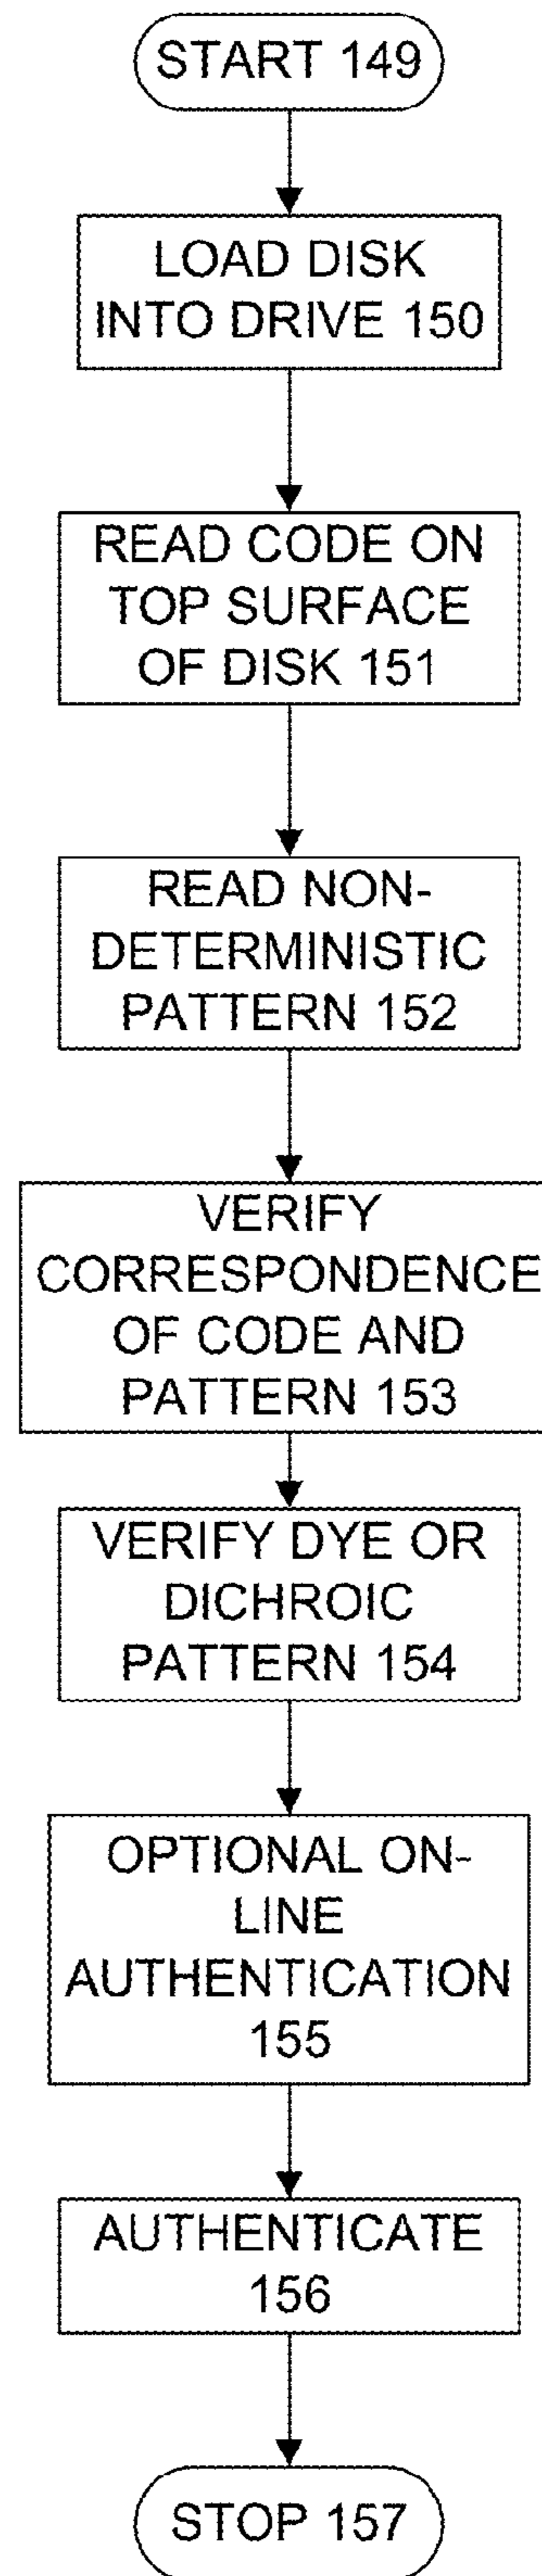 START 149
LOAD DISK
INTO DRIVE 150
READ CODE ON
TOP SURFACE
OF DISK 151
READ NON-
DETERMINISTIC
PATTERN 152
VERIFY
CORRESPONDENCE
OF CODE AND
PATTERN 153
VERIFY DYE OR
DICHROIC
PATTERN 154
OPTIONAL ON-
LINE
AUTHENTICATION
155
AUTHENTICATE
156
STOP 157